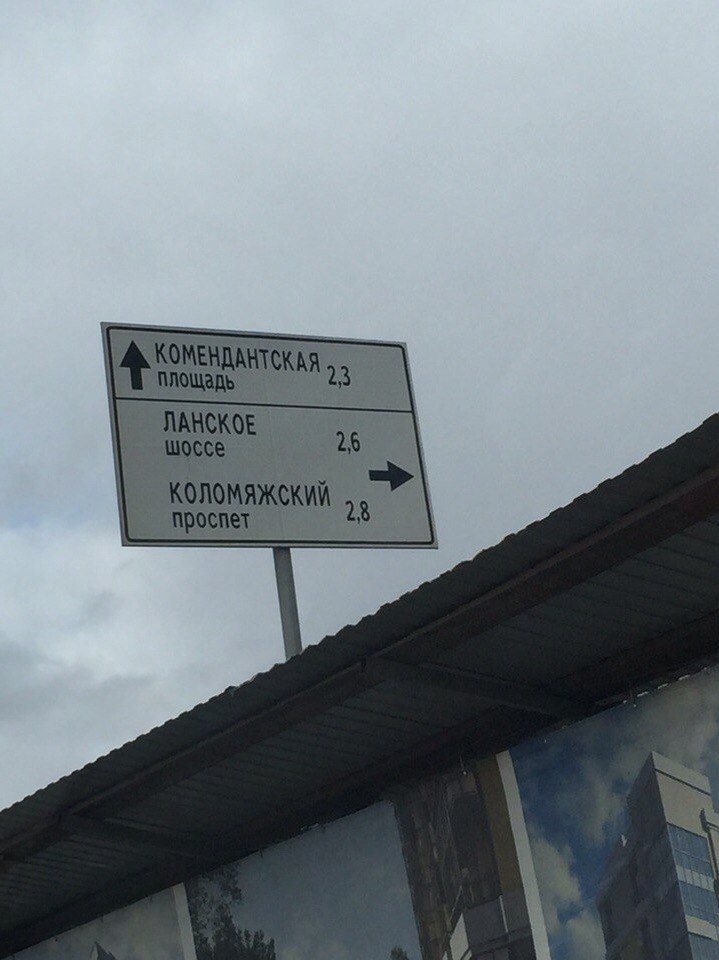 КОМЕНДАНТСКАЯ
площадь 2,3
ЛАНСКОЕ
шоссе 2,6
КОЛОМЯЖСКИЙ
проспет 2,8